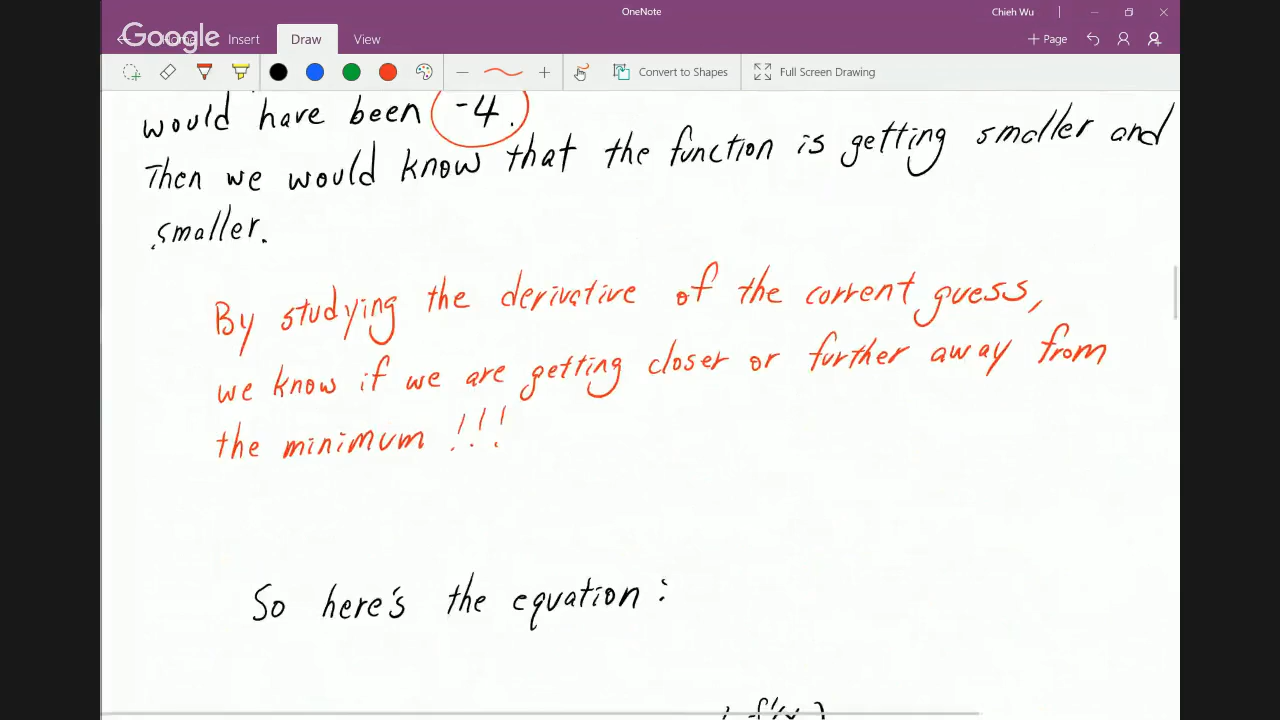 OneNote
Chieh Wu
Google
Insert
Draw
View
+ Page
Convert to Shapes
Full Screen Drawing
would have been -4.
Then we would know that the function is getting smaller and
smaller.
By studying the derivative of the current guess,
we know if we are getting closer or further away from
the minimum !!!
So here's the equation :